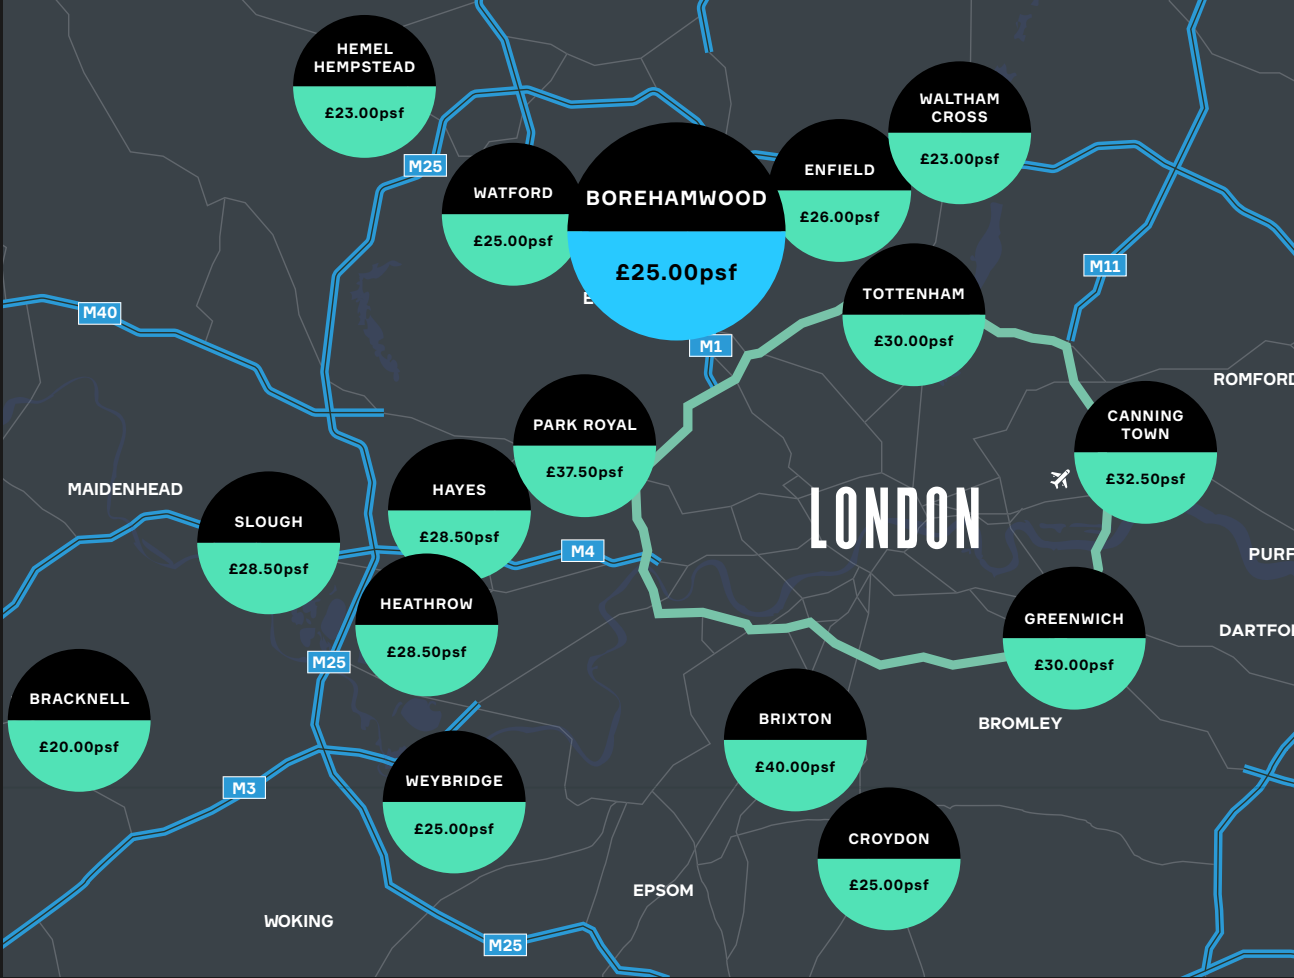 HEMEL
HEMPSTEAD
£23.00psf
WALTHAM
CROSS
£23.00psf
M25
WATFORD
£25.00psf
BOREHAMWOOD
£25.00psf
ENFIELD
£26.00psf
M11
TOTTENHAM
£30.00psf
M40
M1
ROMFORD
PARK ROYAL
£37.50psf
CANNING
TOWN
£32.50psf
MAIDENHEAD
HAYES
£28.50psf
SLOUGH
£28.50psf
LONDON
M4
PURF
HEATHROW
£28.50psf
GREENWICH
£30.00psf
DARTFO
M25
BRACKNELL
£20.00psf
BRIXTON
£40.00psf
BROMLEY
M3
WEYBRIDGE
£25.00psf
CROYDON
£25.00psf
EPSOM
WOKING
M25